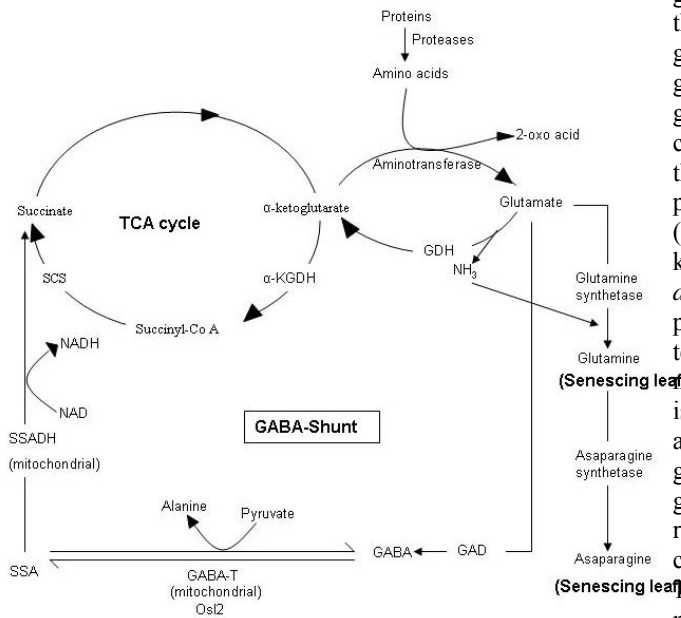 Proteins
Proteases
Amino acids
2-oxo acid
Aminotransferase
Succinate
TCA cycle
α-ketoglutarate
Glutamate
GDH
NH3
SCS
α-KGDH
Glutamine
synthetase
Succinyl-Co A
NADH
Glutamine
(Senescing leaf)
NAD
GABA-Shunt
SSADH
(mitochondrial)
Asaparagine
synthetase
Alanine
Pyruvate
SSA
GABA
GAD
Asaparagine
GABA-T
(mitochondrial)
Osl2
(Senescing leaf)